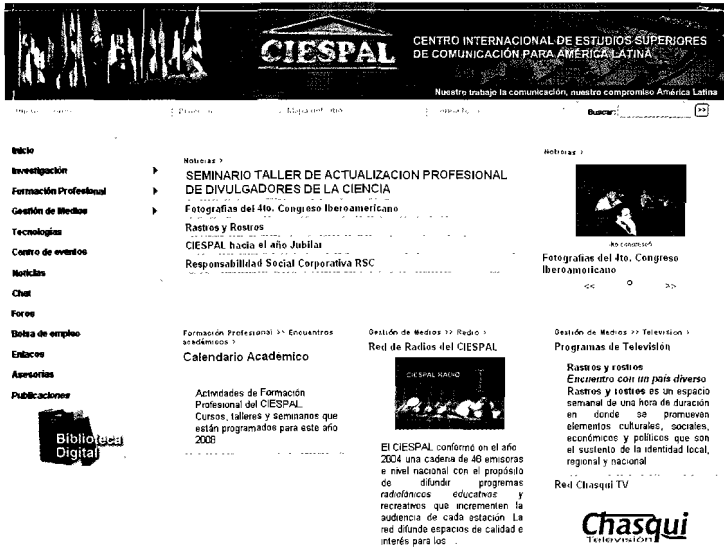 CIESPAL
CENTRO INTERNACIONAL DE ESTUDIOS SUPERIORES
DE COMUNICACIÓN PARA AMÉRICA LATINA
Nuestro trabajo la comunicación, nuestro compromiso América Latina
Buscar: >>
Inicio
Investigación
Formación Profesional
Gestión de Medios
Tecnologías
Centro de eventos
Noticias
Chat
Foros
Bolsa de empleo
Enlaces
Asesorias
Publicaciones
Biblioteca
Digital
Noticias >
SEMINARIO TALLER DE ACTUALIZACION PROFESIONAL
DE DIVULGADORES DE LA CIENCIA
Fotografias del 4to. Congreso Iberoamericano
Rastros y Rostros
CIESPAL hacia el año Jubilar
Responsabilidad Social Corporativa RSC
Noticias >
4to congreso5
Fotografias del 4to. Congreso
Iberoamericano
<< >>
Formación Profesional >> Encuentros
académicos >
Calendario Academico
Actividades de Formación
Profesional del CIESPAL.
Cursos, talleres y seminarios que
están programados para este año
2008
Gestión de Medios >> Radio >
Red de Radios del CIESPAL
CIESPAL RADIO
El CIESPAL conformó en el año
2004 una cadena de 46 emisoras
a nivel nacional con el propósito
de difundir programas
radiofónicos educativos y
recreativos que incrementen la
audiencia de cada estación. La
red difunde espacios de calidad e
interés para los ...
Gestión de Medios >> Television >
Programas de Televisión
Rastros y rostros
Encuentro con un país diverso
Rastros y rostros es un espacio
semanal de una hora de duración
en donde se promueven
elementos culturales, sociales,
económicos y políticos que son
el sustento de la identidad local,
regional y nacional
Red Chasqui TV
Chasqui
Televisión